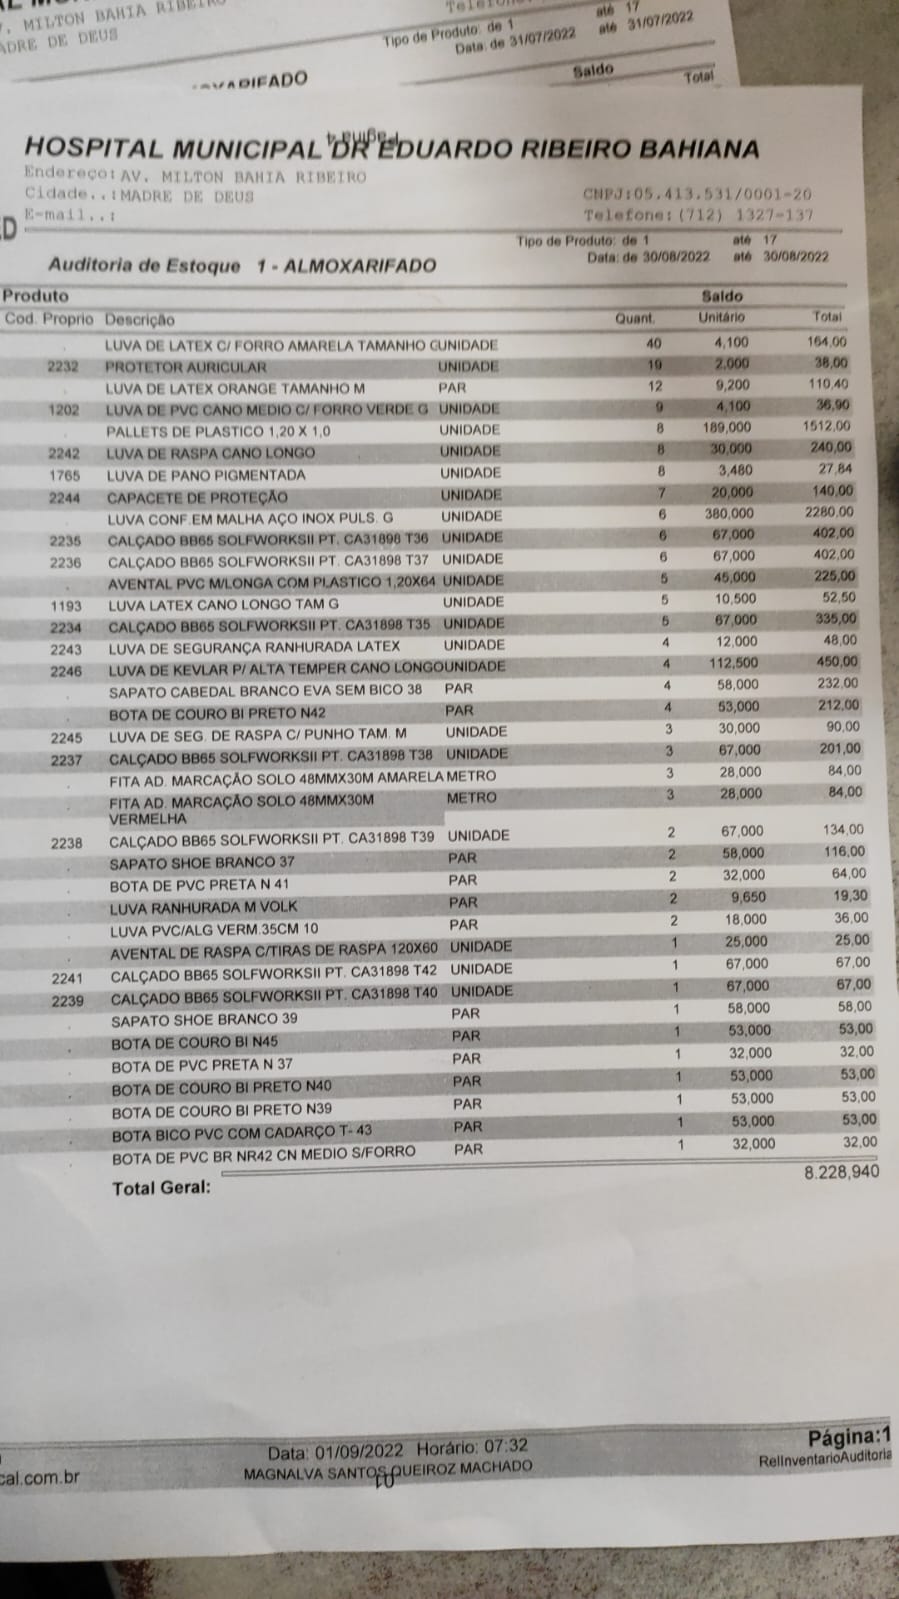 V. MILTON BAHIA RIBEIRO
ADRE DE DEUS
Tipo de Produto: de 1 até 17
Data: de 31/07/2022 até 31/07/2022
Saldo
Total
HOSPITAL MUNICIPAL DR EDUARDO RIBEIRO BAHIANA
Página 4
Endereço: AV. MILTON BAHIA RIBEIRO
Cidade..: MADRE DE DEUS CNPJ:05.413.531/0001-20
E-mail..: Telefone: (712) 1327-137
Tipo de Produto: de 1 até 17
Auditoria de Estoque 1 - ALMOXARIFADO Data: de 30/08/2022 até 30/08/2022
Produto Saldo
Cod. Proprio Descrição Quant. Unitário Total
LUVA DE LATEX C/ FORRO AMARELA TAMANHO GUNIDADE 40 4,100 164,00
2232 PROTETOR AURICULAR UNIDADE 19 2,000 38,00
LUVA DE LATEX ORANGE TAMANHO M PAR 12 9,200 110,40
1202 LUVA DE PVC CANO MEDIO C/ FORRO VERDE G UNIDADE 9 4,100 36,90
PALLETS DE PLASTICO 1,20 X 1,0 UNIDADE 8 189,000 1512,00
2242 LUVA DE RASPA CANO LONGO UNIDADE 8 30,000 240,00
1765 LUVA DE PANO PIGMENTADA UNIDADE 8 3,480 27,84
2244 CAPACETE DE PROTEÇÃO UNIDADE 7 20,000 140,00
LUVA CONF.EM MALHA AÇO INOX PULS. G UNIDADE 6 380,000 2280,00
2235 CALÇADO BB65 SOLFWORKSII PT. CA31898 T36 UNIDADE 6 67,000 402,00
2236 CALÇADO BB65 SOLFWORKSII PT. CA31898 T37 UNIDADE 6 67,000 402,00
AVENTAL PVC M/LONGA COM PLASTICO 1,20X64 UNIDADE 5 45,000 225,00
1193 LUVA LATEX CANO LONGO TAM G UNIDADE 5 10,500 52,50
2234 CALÇADO BB65 SOLFWORKSII PT. CA31898 T35 UNIDADE 5 67,000 335,00
2243 LUVA DE SEGURANÇA RANHURADA LATEX UNIDADE 4 12,000 48,00
2246 LUVA DE KEVLAR P/ ALTA TEMPER CANO LONGOUNIDADE 4 112,500 450,00
SAPATO CABEDAL BRANCO EVA SEM BICO 38 PAR 4 58,000 232,00
BOTA DE COURO BI PRETO N42 PAR 4 53,000 212,00
2245 LUVA DE SEG. DE RASPA C/ PUNHO TAM. M UNIDADE 3 30,000 90,00
2237 CALÇADO BB65 SOLFWORKSII PT. CA31898 T38 UNIDADE 3 67,000 201,00
FITA AD. MARCAÇÃO SOLO 48MMX30M AMARELA METRO 3 28,000 84,00
FITA AD. MARCAÇÃO SOLO 48MMX30M METRO 3 28,000 84,00
VERMELHA
2238 CALÇADO BB65 SOLFWORKSII PT. CA31898 T39 UNIDADE 2 67,000 134,00
SAPATO SHOE BRANCO 37 PAR 2 58,000 116,00
BOTA DE PVC PRETA N 41 PAR 2 32,000 64,00
LUVA RANHURADA M VOLK PAR 2 9,650 19,30
LUVA PVC/ALG VERM.35CM 10 PAR 2 18,000 36,00
AVENTAL DE RASPA C/TIRAS DE RASPA 120X60 UNIDADE 1 25,000 25,00
2241 CALÇADO BB65 SOLFWORKSII PT. CA31898 T42 UNIDADE 1 67,000 67,00
2239 CALÇADO BB65 SOLFWORKSII PT. CA31898 T40 UNIDADE 1 67,000 67,00
SAPATO SHOE BRANCO 39 PAR 1 58,000 58,00
BOTA DE COURO BI N45 PAR 1 53,000 53,00
BOTA DE PVC PRETA N 37 PAR 1 32,000 32,00
BOTA DE COURO BI PRETO N40 PAR 1 53,000 53,00
BOTA DE COURO BI PRETO N39 PAR 1 53,000 53,00
BOTA BICO PVC COM CADARÇO T- 43 PAR 1 53,000 53,00
BOTA DE PVC BR NR42 CN MEDIO S/FORRO PAR 1 32,000 32,00
Total Geral: 8.228,940
Data: 01/09/2022 Horário: 07:32 Página:1
cal.com.br MAGNALVA SANTOS QUEIROZ MACHADO RelInventarioAuditoria